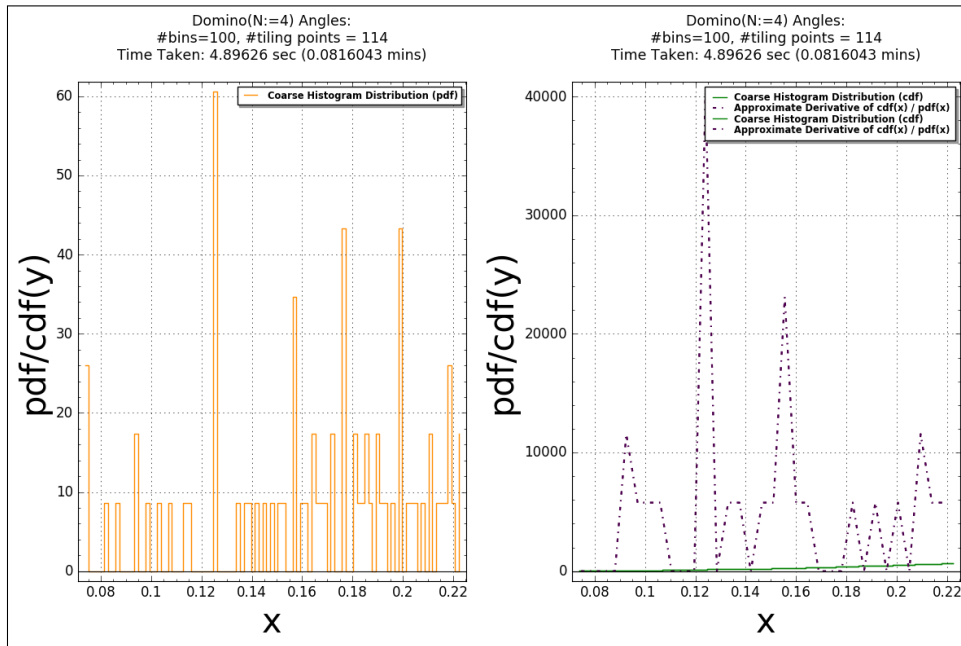 Domino(N:=4) Angles:
#bins=100, #tiling points = 114
Time Taken: 4.89626 sec (0.0816043 mins)
Coarse Histogram Distribution (pdf)
60
50
40
30
20
10
0
pdf/cdf(y)
0.08 0.1 0.12 0.14 0.16 0.18 0.2 0.22
x
Domino(N:=4) Angles:
#bins=100, #tiling points = 114
Time Taken: 4.89626 sec (0.0816043 mins)
Coarse Histogram Distribution (cdf)
Approximate Derivative of cdf(x) / pdf(x)
Coarse Histogram Distribution (cdf)
Approximate Derivative of cdf(x) / pdf(x)
40000
30000
20000
10000
0
pdf/cdf(y)
0.08 0.1 0.12 0.14 0.16 0.18 0.2 0.22
x